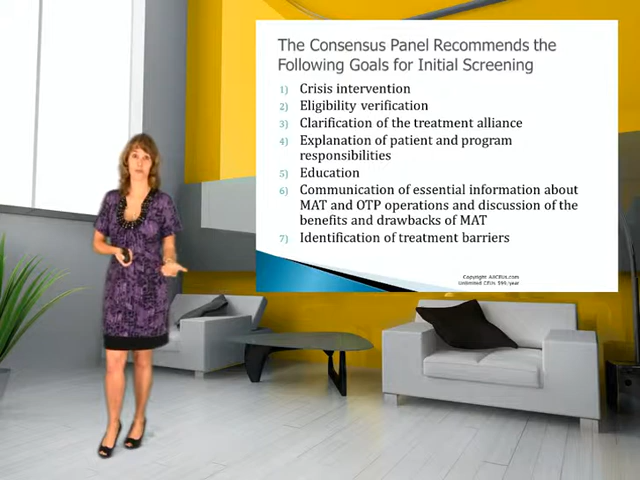 The Consensus Panel Recommends the
Following Goals for Initial Screening
1) Crisis intervention
2) Eligibility verification
3) Clarification of the treatment alliance
4) Explanation of patient and program
responsibilities
5) Education
6) Communication of essential information about
MAT and OTP operations and discussion of the
benefits and drawbacks of MAT
7) Identification of treatment barriers
Copyright AllCEUs.com
Unlimited CEUs $99/year